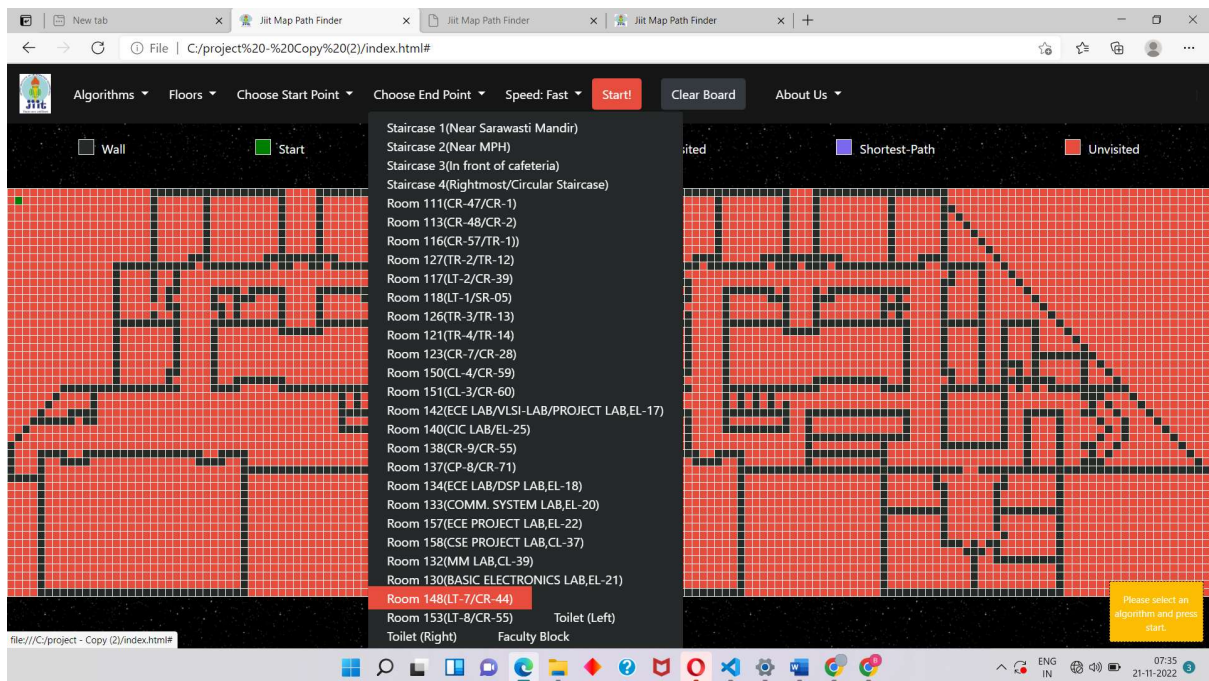 New tab
Jiit Map Path Finder
Jiit Map Path Finder
Jiit Map Path Finder
File | C:/project%20-%20Copy%20(2)/index.html#
JIIT
Algorithms Floors Choose Start Point Choose End Point Speed: Fast Start! Clear Board About Us
Wall Start sited Shortest-Path Unvisited
Staircase 1(Near Sarawasti Mandir)
Staircase 2(Near MPH)
Staircase 3(In front of cafeteria)
Staircase 4(Rightmost/Circular Staircase)
Room 111(CR-47/CR-1)
Room 113(CR-48/CR-2)
Room 116(CR-57/TR-1))
Room 127(TR-2/TR-12)
Room 117(LT-2/CR-39)
Room 118(LT-1/SR-05)
Room 126(TR-3/TR-13)
Room 121(TR-4/TR-14)
Room 123(CR-7/CR-28)
Room 150(CL-4/CR-59)
Room 151(CL-3/CR-60)
Room 142(ECE LAB/VLSI-LAB/PROJECT LAB,EL-17)
Room 140(CIC LAB/EL-25)
Room 138(CR-9/CR-55)
Room 137(CP-8/CR-71)
Room 134(ECE LAB/DSP LAB,EL-18)
Room 133(COMM. SYSTEM LAB,EL-20)
Room 157(ECE PROJECT LAB,EL-22)
Room 158(CSE PROJECT LAB,CL-37)
Room 132(MM LAB,CL-39)
Room 130(BASIC ELECTRONICS LAB,EL-21)
Room 148(LT-7/CR-44)
Room 153(LT-8/CR-55) Toilet (Left)
Toilet (Right) Faculty Block
Please select an
algorithm and press
start.
file:///C:/project - Copy (2)/index.html#
ENG
IN
07:35
21-11-2022
3